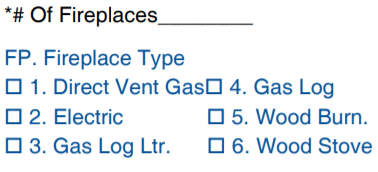 *# Of Fireplaces_________
FP. Fireplace Type
☐ 1. Direct Vent Gas☐ 4. Gas Log
☐ 2. Electric ☐ 5. Wood Burn.
☐ 3. Gas Log Ltr. ☐ 6. Wood Stove